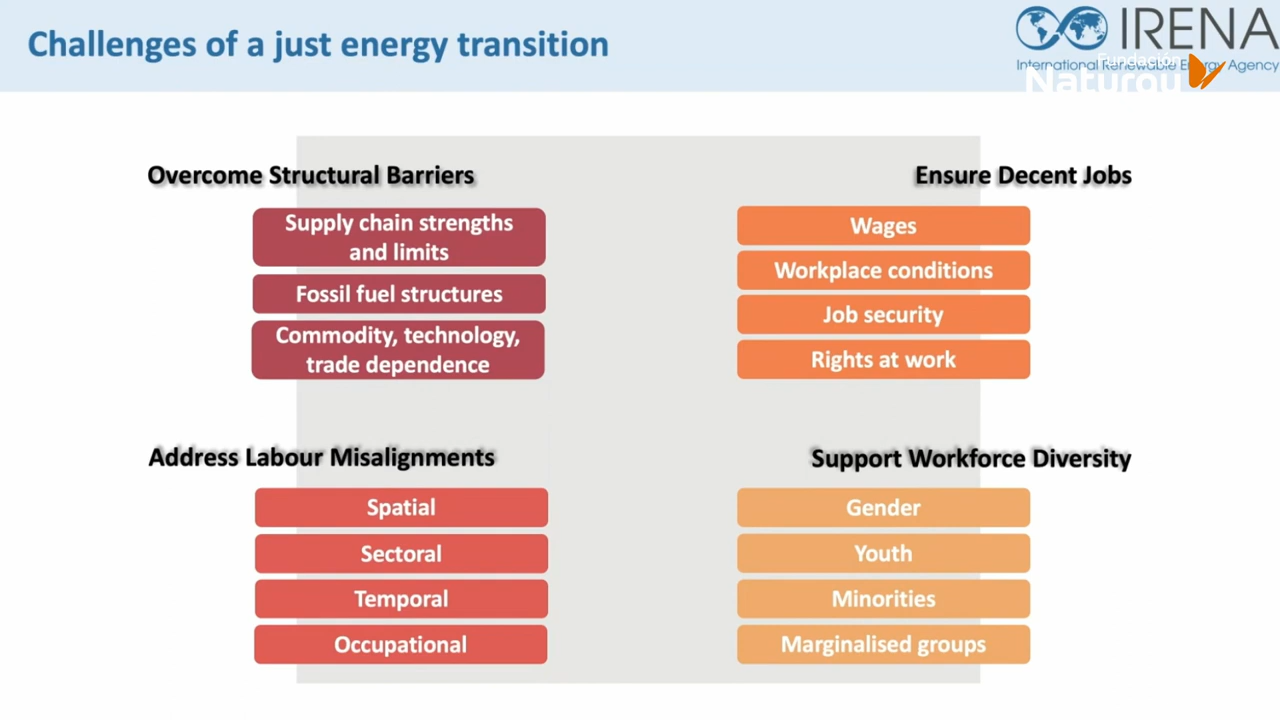 Challenges of a just energy transition
IRENA
International Renewable Energy Agency
Fundación
Naturgy
Overcome Structural Barriers
Supply chain strengths
and limits
Fossil fuel structures
Commodity, technology,
trade dependence
Ensure Decent Jobs
Wages
Workplace conditions
Job security
Rights at work
Address Labour Misalignments
Spatial
Sectoral
Temporal
Occupational
Support Workforce Diversity
Gender
Youth
Minorities
Marginalised groups